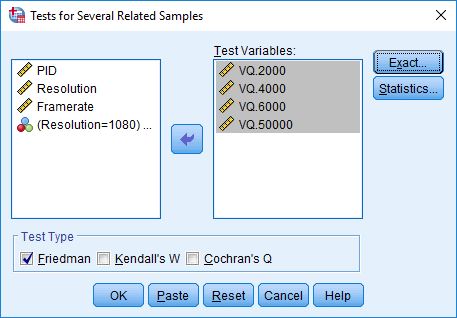 Tests for Several Related Samples
PID
Resolution
Framerate
(Resolution=1080) ...
Test Variables:
VQ.2000
VQ.4000
VQ.6000
VQ.50000
Exact...
Statistics...
Test Type
Friedman Kendall's W Cochran's Q
OK Paste Reset Cancel Help